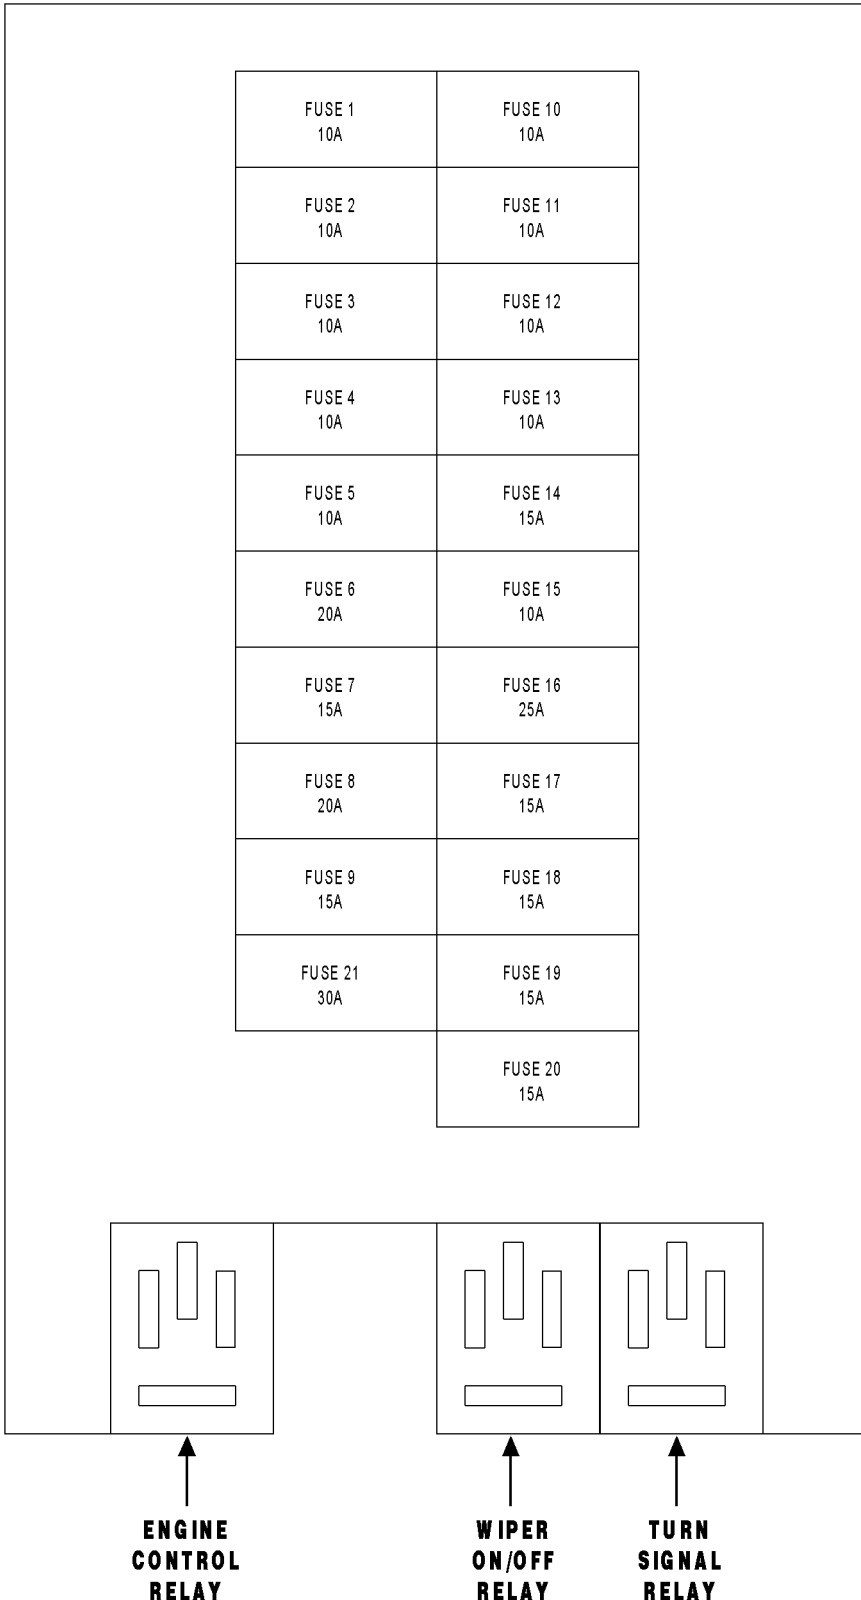 FUSE 1
10A
FUSE 10
10A
FUSE 2
10A
FUSE 11
10A
FUSE 3
10A
FUSE 12
10A
FUSE 4
10A
FUSE 13
10A
FUSE 5
10A
FUSE 14
15A
FUSE 6
20A
FUSE 15
10A
FUSE 7
15A
FUSE 16
25A
FUSE 8
20A
FUSE 17
15A
FUSE 9
15A
FUSE 18
15A
FUSE 21
30A
FUSE 19
15A
FUSE 20
15A
ENGINE
CONTROL
RELAY
WIPER
ON/OFF
RELAY
TURN
SIGNAL
RELAY